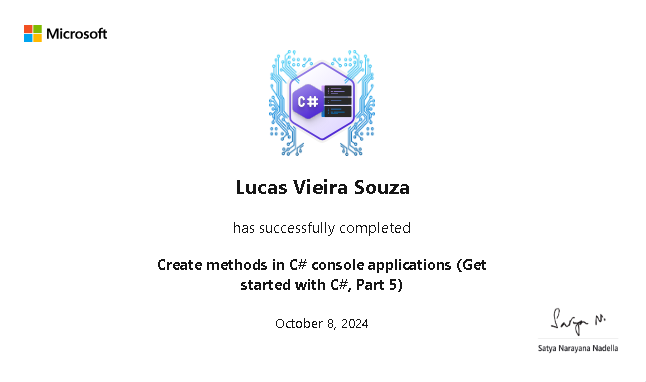 Microsoft
C#
Lucas Vieira Souza
has successfully completed
Create methods in C# console applications (Get
started with C#, Part 5)
October 8, 2024
Satya N.
Satya Narayana Nadella